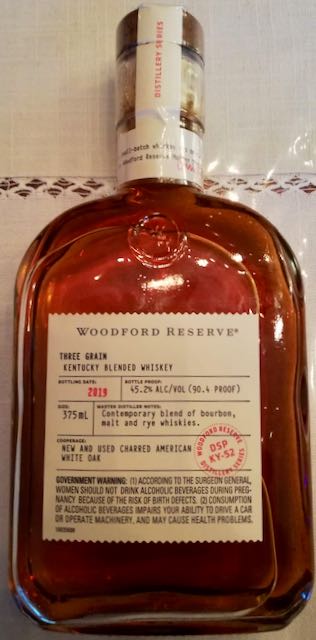 DISTILLERY SERIES
WOODFORD RESERVE®
THREE GRAIN
KENTUCKY BLENDED WHISKEY
BOTTLING DATE:
2019
BOTTLE PROOF:
45.2% ALC/VOL (90.4 PROOF)
SIZE:
375mL
MASTER DISTILLER NOTES:
Contemporary blend of bourbon,
malt and rye whiskies.
COOPERAGE:
NEW AND USED CHARRED AMERICAN
WHITE OAK
WOODFORD RESERVE
DSP
KY-52
DISTILLERY SERIES
GOVERNMENT WARNING: (1) ACCORDING TO THE SURGEON GENERAL,
WOMEN SHOULD NOT DRINK ALCOHOLIC BEVERAGES DURING PREG-
NANCY BECAUSE OF THE RISK OF BIRTH DEFECTS. (2) CONSUMPTION
OF ALCOHOLIC BEVERAGES IMPAIRS YOUR ABILITY TO DRIVE A CAR
OR OPERATE MACHINERY, AND MAY CAUSE HEALTH PROBLEMS.